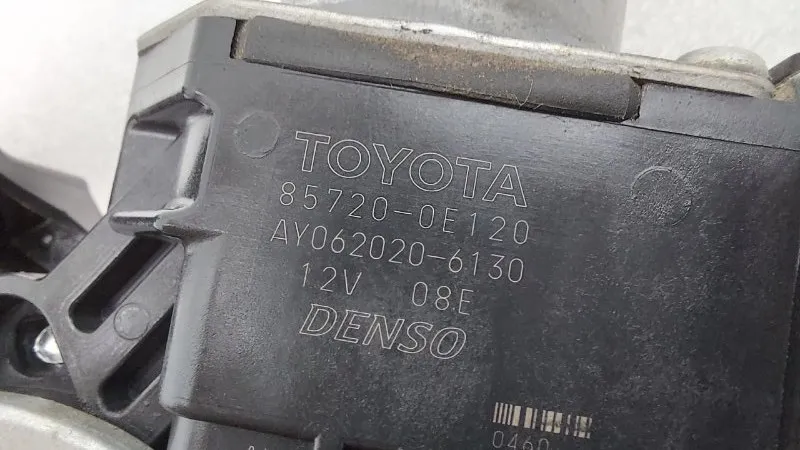 TOYOTA
85720-0E120
AY062020-6130
12V 08E
DENSO
0460